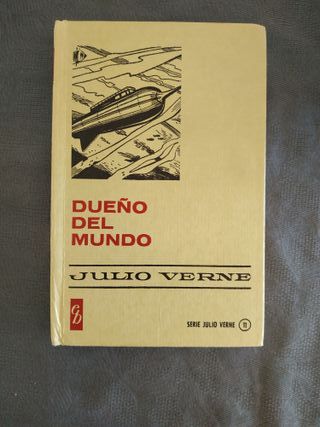 DUEÑO
DEL
MUNDO
JULIO VERNE
SERIE JULIO VERNE 11